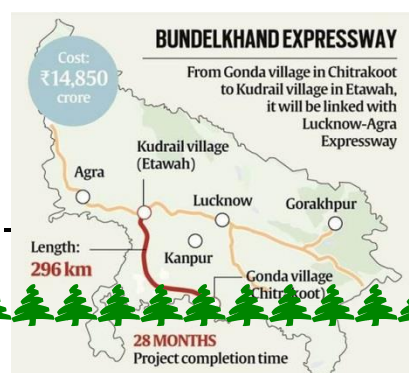 BUNDELKHAND EXPRESSWAY
Cost:
₹14,850
crore
From Gonda village in Chitrakoot
to Kudrail village in Etawah,
it will be linked with
Lucknow-Agra
Expressway
Kudrail village
(Etawah)
Agra
Lucknow
Gorakhpur
Kanpur
Length:
296 km
Gonda village
(Chitrakoot)
28 MONTHS
Project completion time